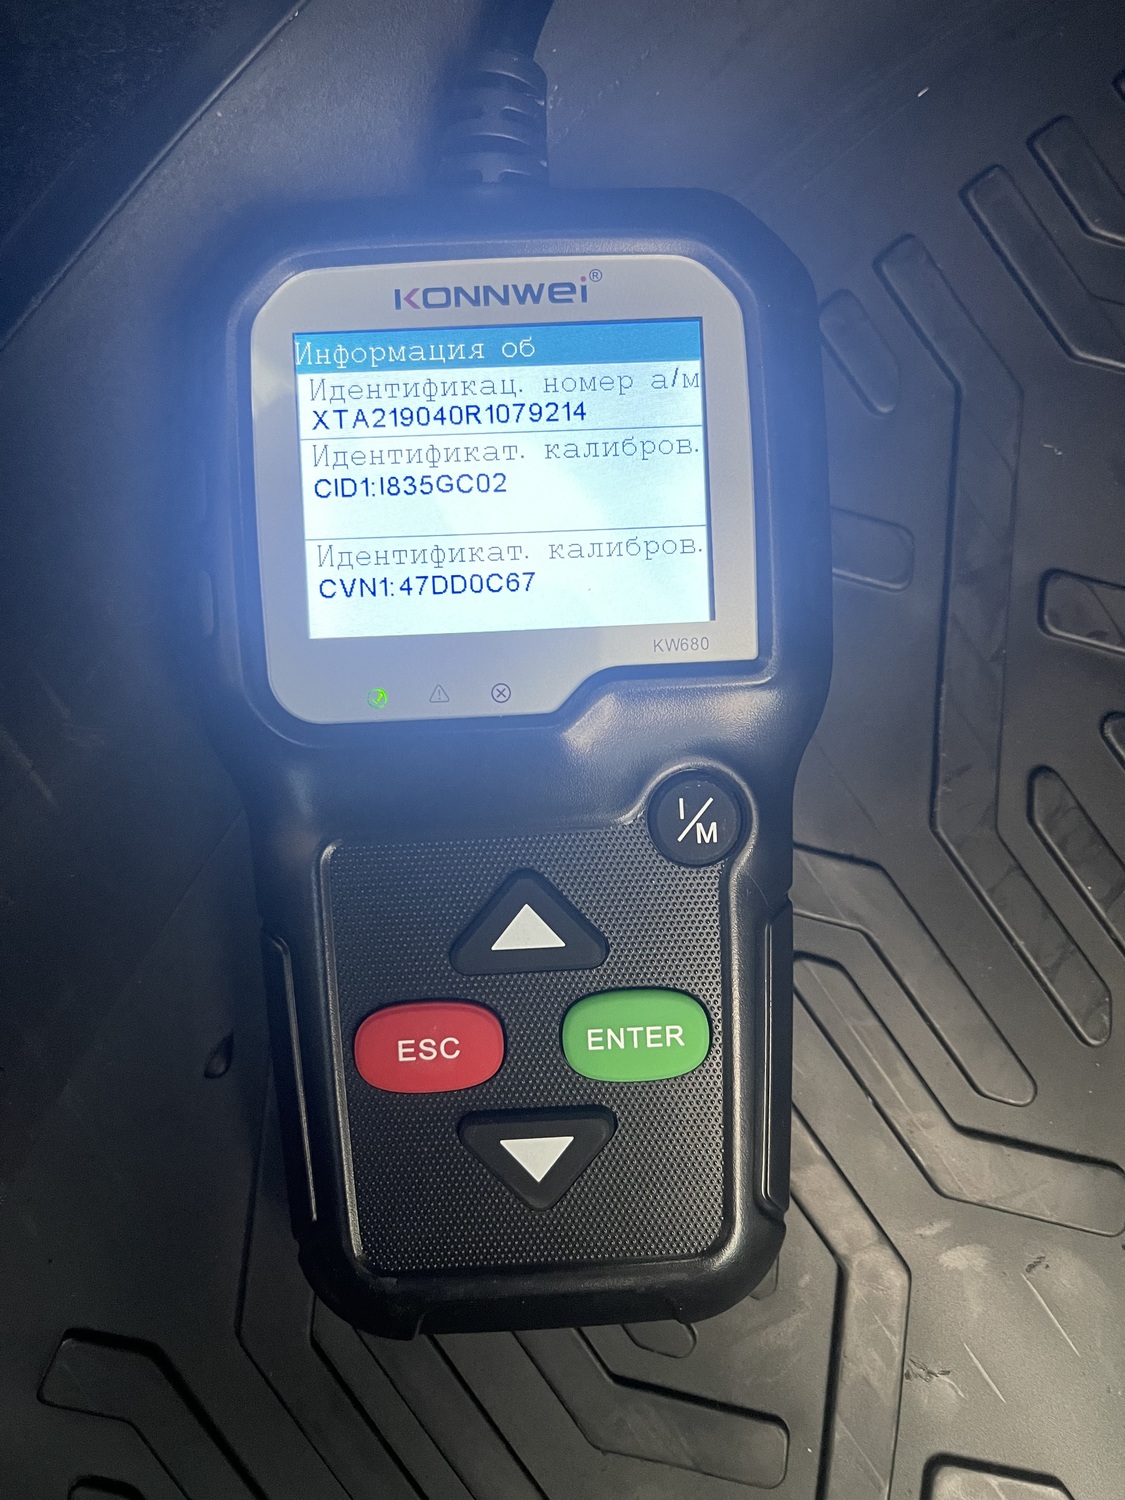 KONNWEI®
Информация об
Идентификац. номер а/м
XTA219040R1079214
Идентификат. калибров.
CID1:I835GC02
Идентификат. калибров.
CVN1:47DD0C67
KW680
I/M
ESC
ENTER